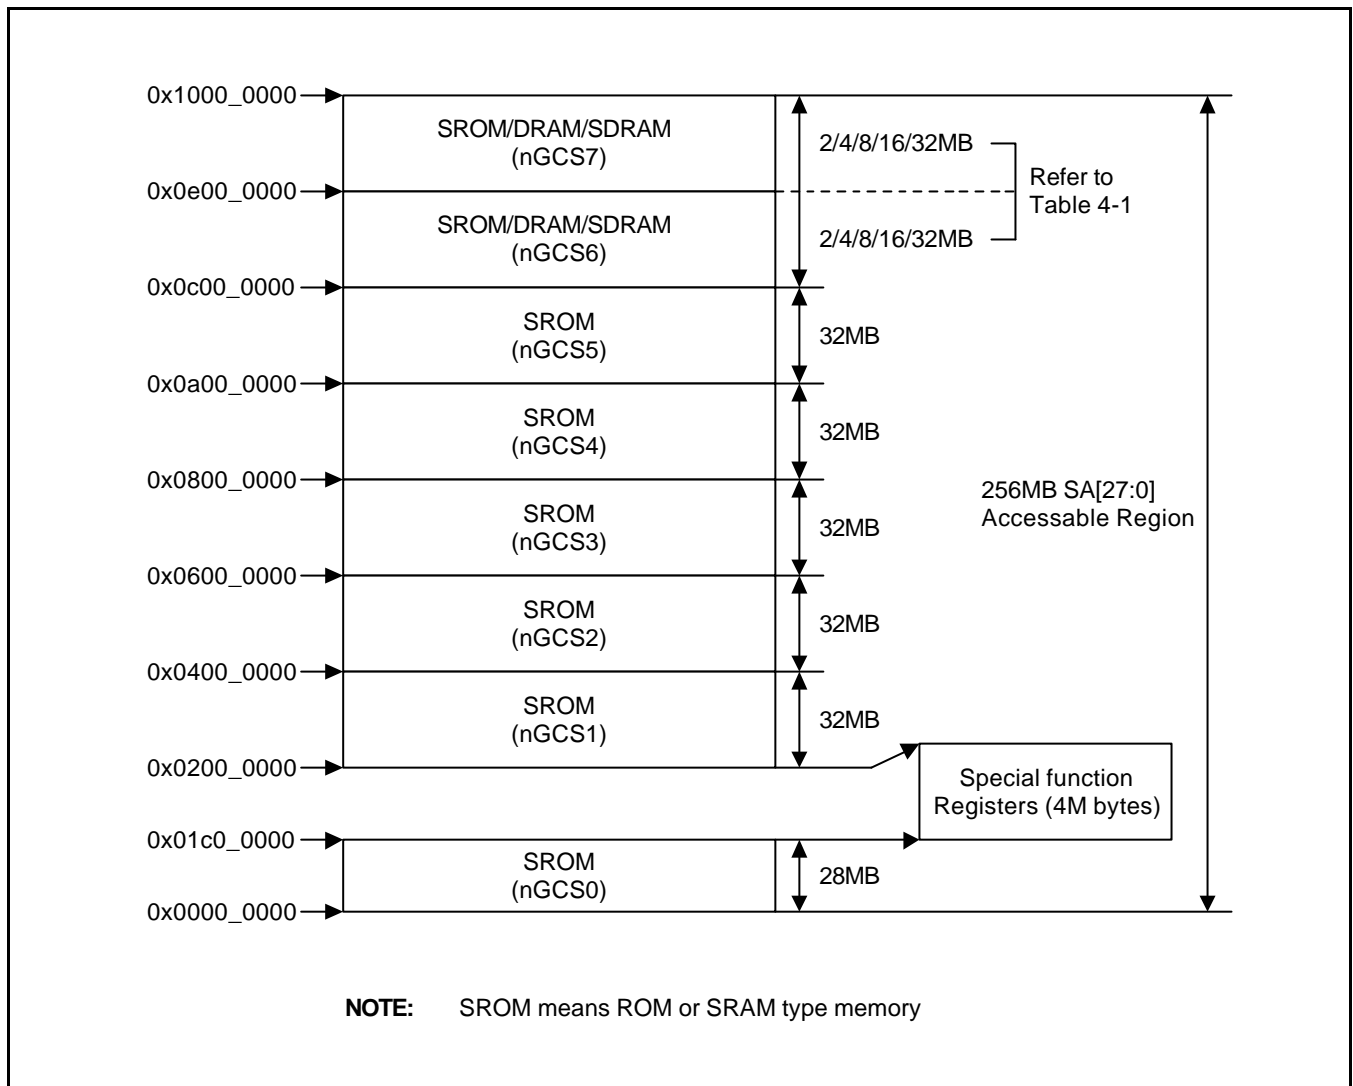 0x1000_0000
SROM/DRAM/SDRAM
(nGCS7)
2/4/8/16/32MB
Refer to
Table 4-1
0x0e00_0000
SROM/DRAM/SDRAM
(nGCS6)
2/4/8/16/32MB
0x0c00_0000
SROM
(nGCS5)
32MB
0x0a00_0000
SROM
(nGCS4)
32MB
0x0800_0000
256MB SA[27:0]
Accessable Region
SROM
(nGCS3)
32MB
0x0600_0000
SROM
(nGCS2)
32MB
0x0400_0000
SROM
(nGCS1)
32MB
0x0200_0000
Special function
Registers (4M bytes)
0x01c0_0000
SROM
(nGCS0)
28MB
0x0000_0000
NOTE: SROM means ROM or SRAM type memory